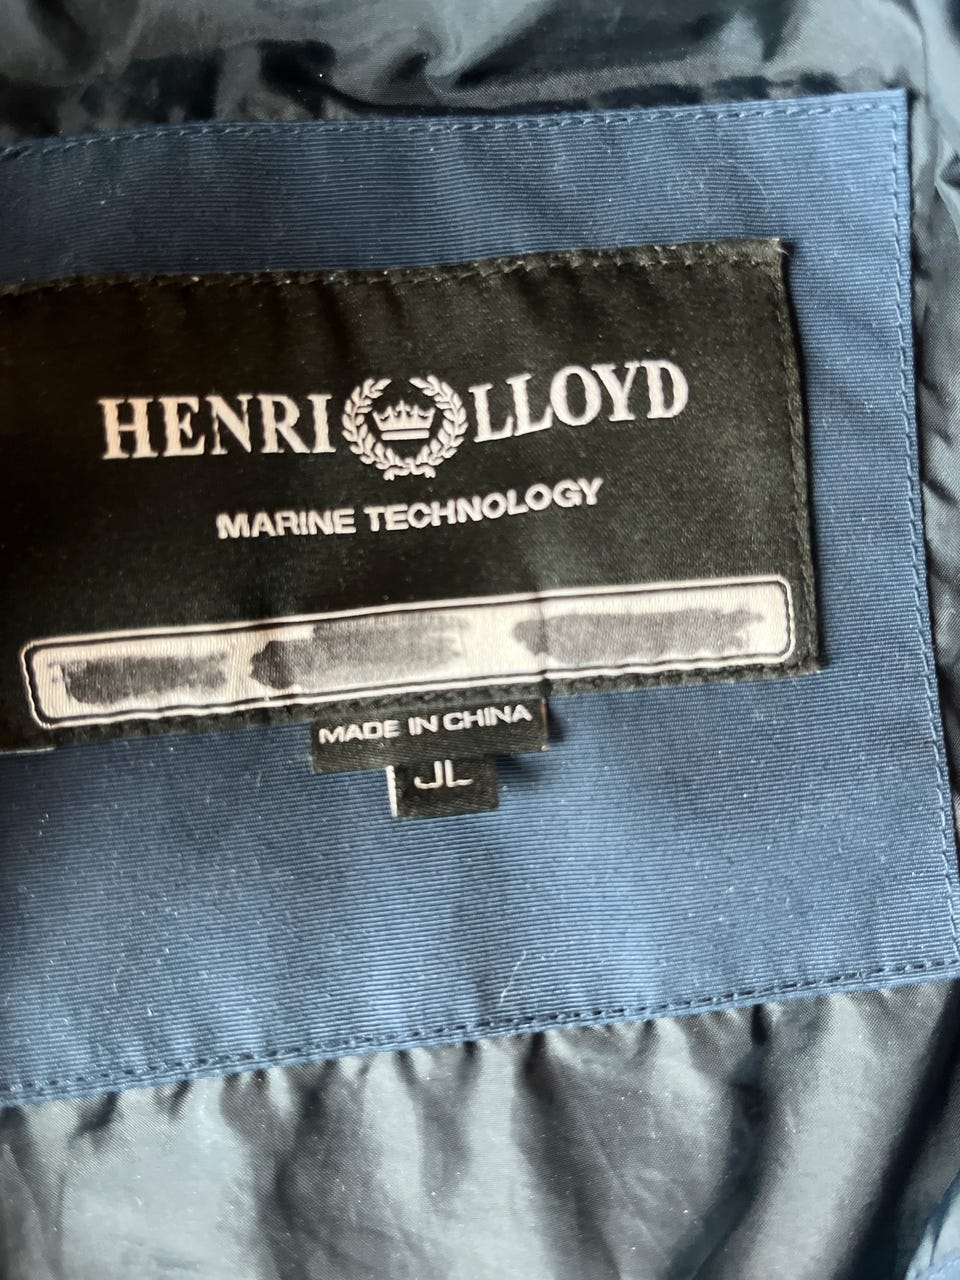 HENRI LLOYD
MARINE TECHNOLOGY
MADE IN CHINA
JL